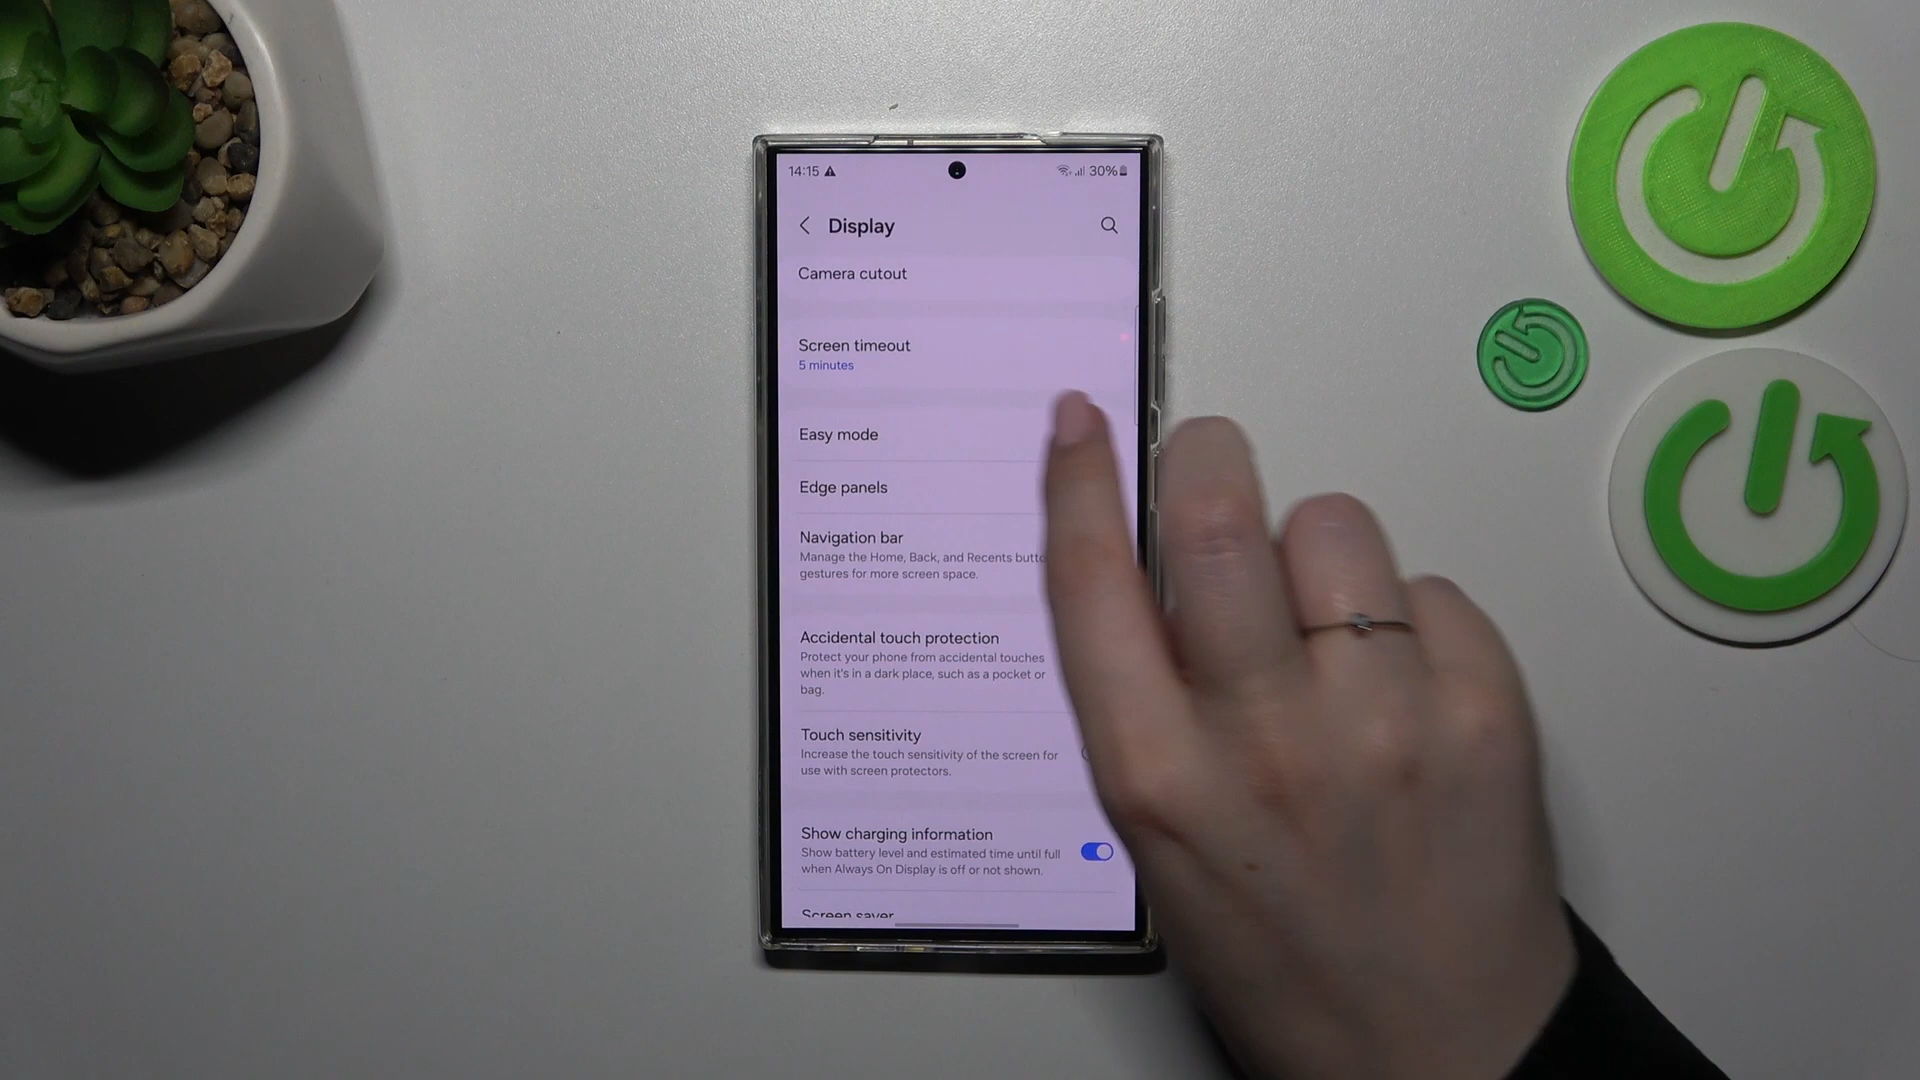 14:15
30%
Display
Camera cutout
Screen timeout
5 minutes
Easy mode
Edge panels
Navigation bar
Manage the Home, Back, and Recents
gestures for more screen space.
Accidental touch protection
Protect your phone from accidental touches
when it's in a dark place, such as a pocket or
bag.
Touch sensitivity
Increase the touch sensitivity of the screen for
use with screen protectors.
Show charging information
Show battery level and estimated time until full
when Always On Display is off or not shown.
Screen saver